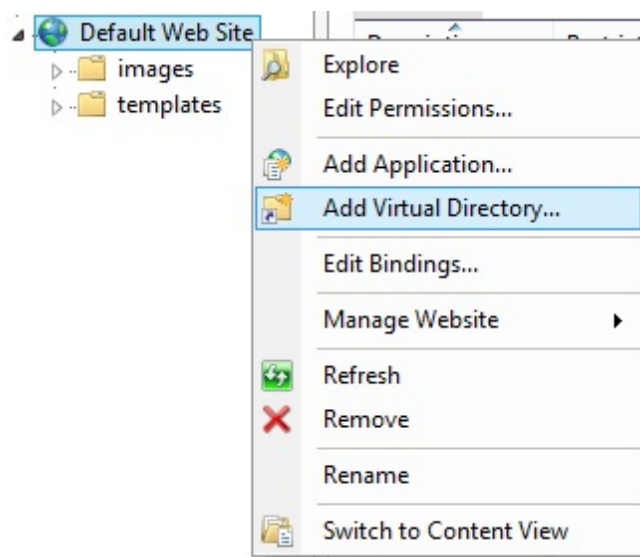 Default Web Site
images
templates
Explore
Edit Permissions...
Add Application...
Add Virtual Directory...
Edit Bindings...
Manage Website
Refresh
Remove
Rename
Switch to Content View